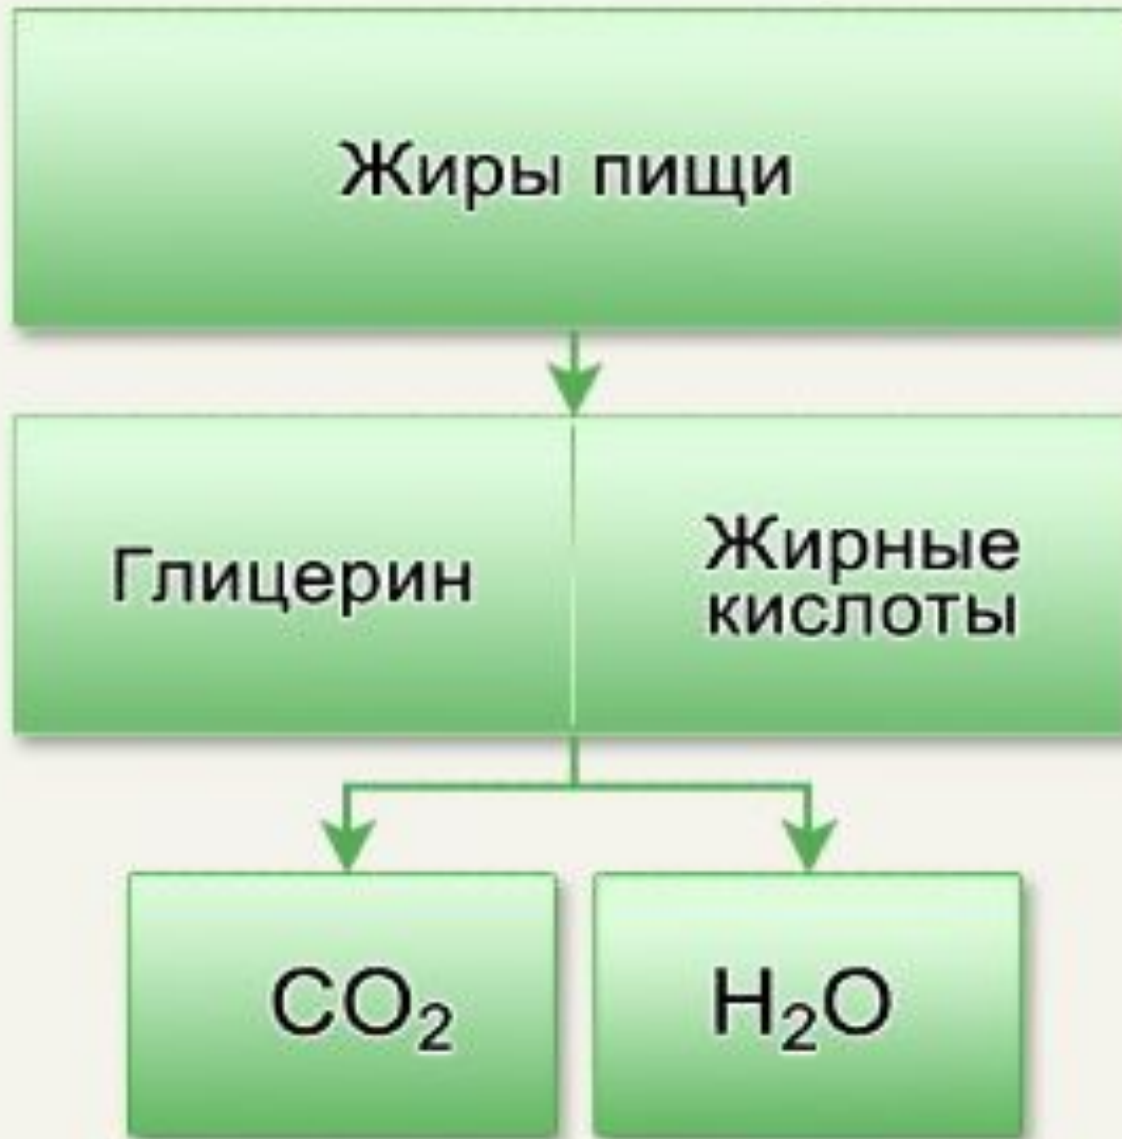 Жиры пищи
Глицерин
Жирные
кислоты
CO₂
H₂O